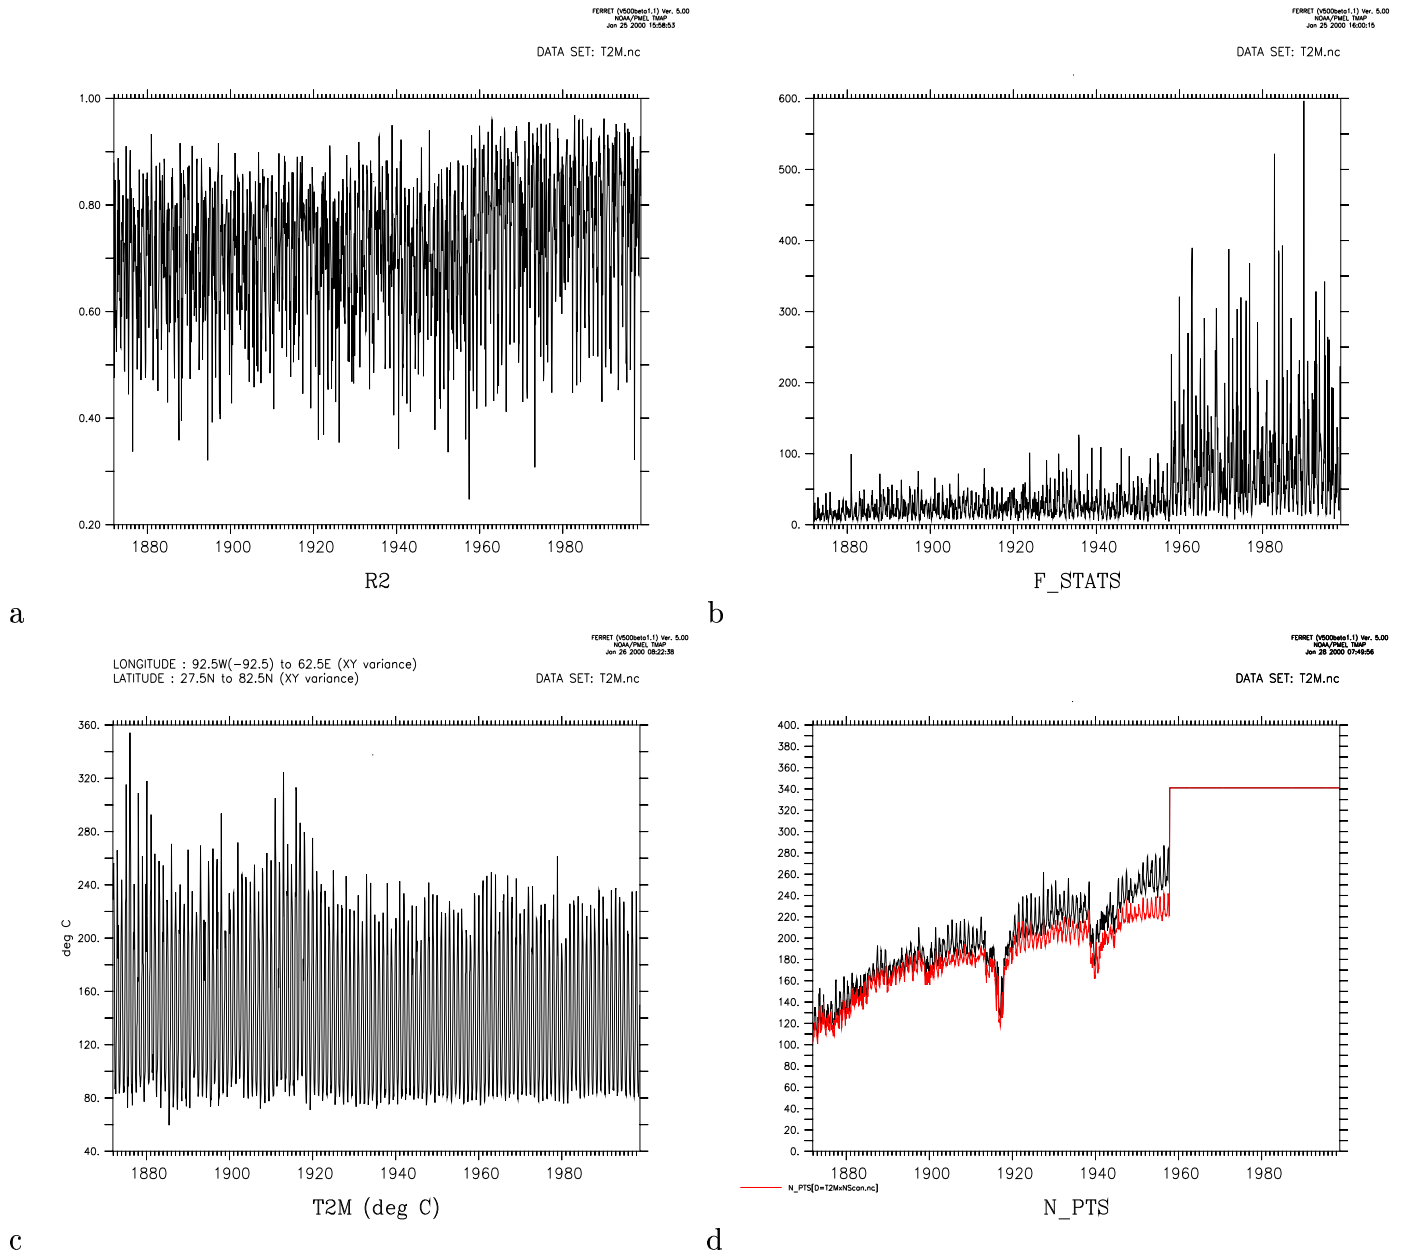 FERRET (V500beta1.1) Ver. 5.00
NOAA/PMEL TMAP
Jan 25 2000 15:58:53
DATA SET: T2M.nc
1.00
0.80
0.60
0.40
0.20
1880 1900 1920 1940 1960 1980
R2
a
FERRET (V500beta1.1) Ver. 5.00
NOAA/PMEL TMAP
Jan 25 2000 16:00:15
DATA SET: T2M.nc
600.
500.
400.
300.
200.
100.
0.
1880 1900 1920 1940 1960 1980
F_STATS
b
FERRET (V500beta1.1) Ver. 5.00
NOAA/PMEL TMAP
Jan 26 2000 08:22:38
LONGITUDE : 92.5W(-92.5) to 62.5E (XY variance)
LATITUDE : 27.5N to 82.5N (XY variance)
DATA SET: T2M.nc
360.
320.
280.
240.
200.
160.
120.
80.
40.
deg C
1880 1900 1920 1940 1960 1980
T2M (deg C)
c
FERRET (V500beta1.1) Ver. 5.00
NOAA/PMEL TMAP
Jan 28 2000 07:49:56
DATA SET: T2M.nc
400.
380.
360.
340.
320.
300.
280.
260.
240.
220.
200.
180.
160.
140.
120.
100.
80.
60.
40.
20.
0.
1880 1900 1920 1940 1960 1980
N_PTS[D=T2MxNScan.nc]
N_PTS
d